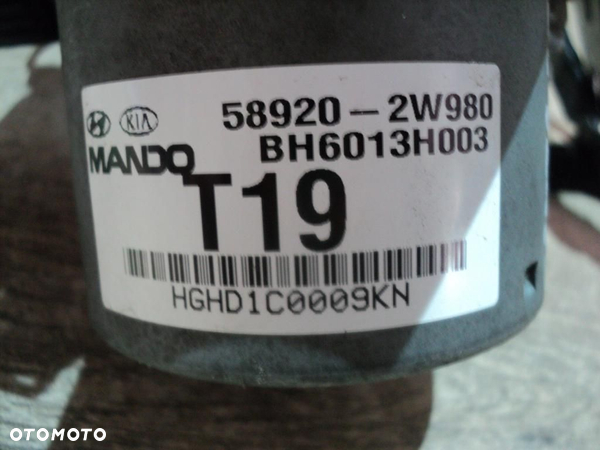 KIA 58920-2W980
MANDO BH6013H003
T19
HGHD1C0009KN
OTOMOTO